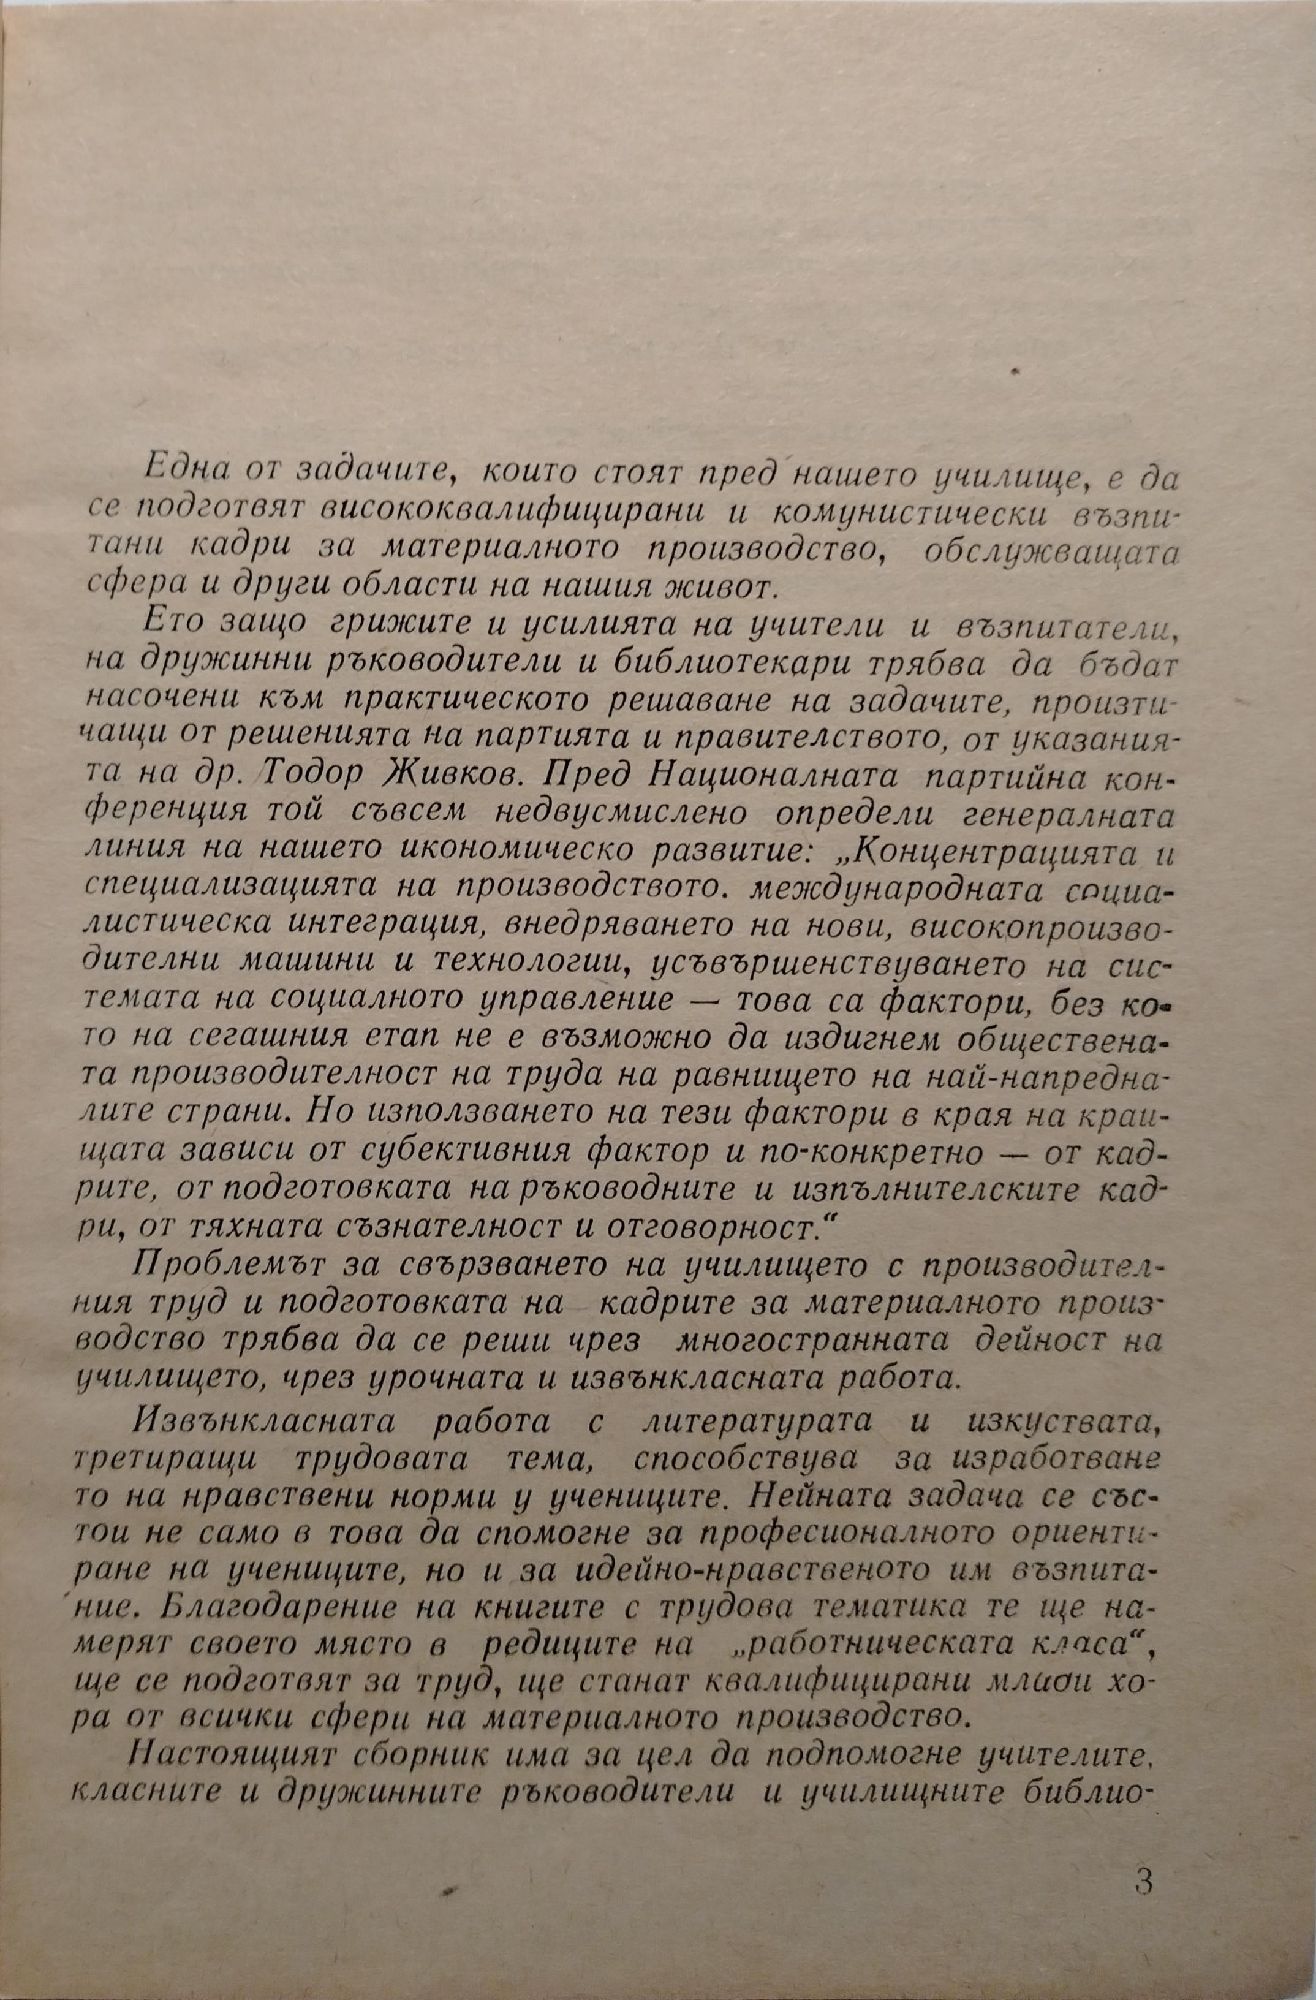 Една от задачите, които стоят пред нашето училище, е да
се подготвят висококвалифицирани и комунистически възпи-
тани кадри за материалното производство, обслужващата
сфера и други области на нашия живот.
Ето защо грижите и усилията на учители и възпитатели,
на дружинни ръководители и библиотекари трябва да бъдат
насочени към практическото решаване на задачите, произти-
чащи от решенията на партията и правителството, от указания-
та на др. Тодор Живков. Пред Националната партийна кон-
ференция той съвсем недвусмислено определи генералната
линия на нашето икономическо развитие: „Концентрацията и
специализацията на производството. международната социа-
листическа интеграция, внедряването на нови, високопроизво-
дителни машини и технологии, усъвършенствуването на сис-
темата на социалното управление — това са фактори, без ко-
то на сегашния етап не е възможно да издигнем обществена-
та производителност на труда на равнището на най-напредна-
лите страни. Но използването на тези фактори в края на краи-
щата зависи от субективния фактор и по-конкретно — от кад-
рите, от подготовката на ръководните и изпълнителските кад-
ри, от тяхната съзнателност и отговорност.“
Проблемът за свързването на училището с производител-
ния труд и подготовката на кадрите за материалното произ-
водство трябва да се реши чрез многостранната дейност на
училището, чрез урочната и извънкласната работа.
Извънкласната работа с литературата и изкуствата,
третиращи трудовата тема, способствува за изработване
то на нравствени норми у учениците. Нейната задача се със-
тои не само в това да спомогне за професионалното ориенти-
ране на учениците, но и за идейно-нравственото им възпита-
ние. Благодарение на книгите с трудова тематика те ще на-
мерят своето място в редиците на „работническата класа“,
ще се подготвят за труд, ще станат квалифицирани млади хо-
ра от всички сфери на материалното производство.
Настоящият сборник има за цел да подпомогне учителите,
класните и дружинните ръководители и училищните библио-
3